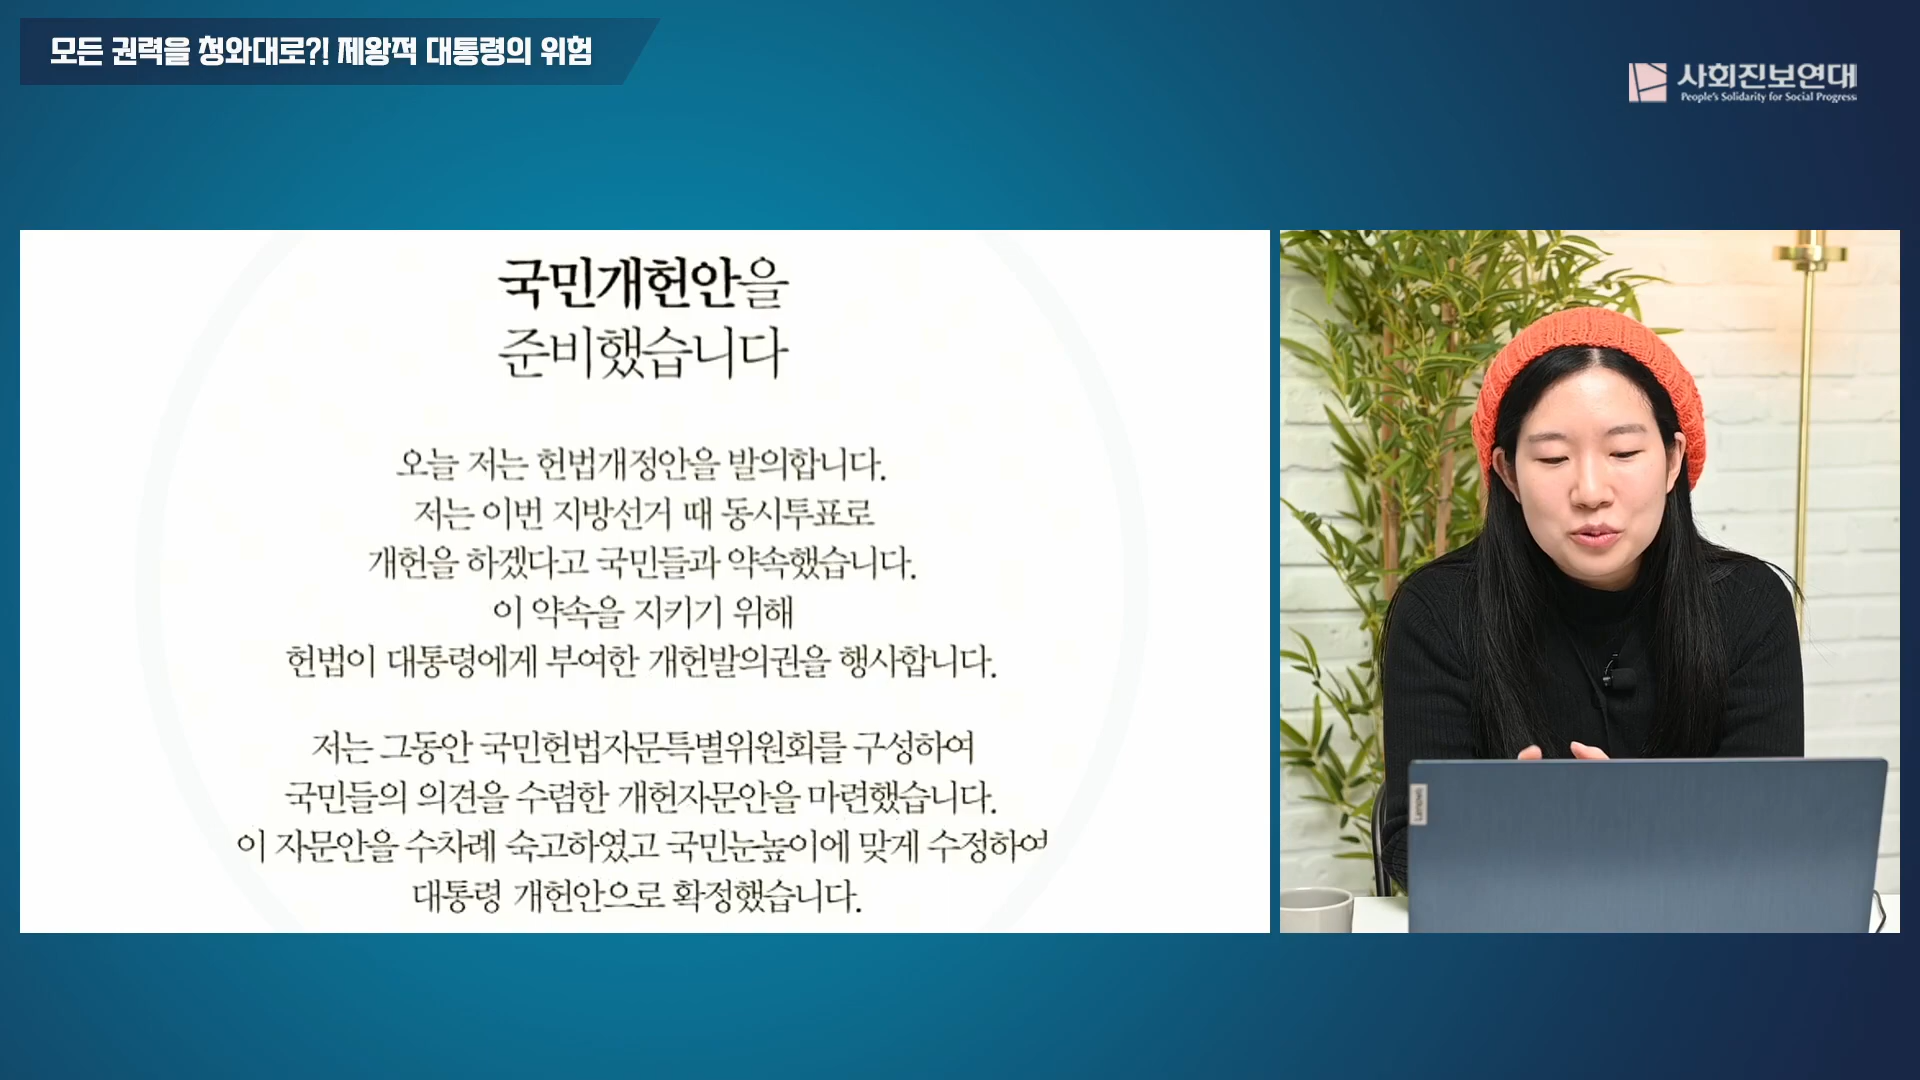 모든 권력을 청와대로?! 제왕적 대통령의 위험
사회진보연대
People's Solidarity for Social Progress
국민개헌안을
준비했습니다
오늘 저는 헌법개정안을 발의합니다.
저는 이번 지방선거 때 동시투표로
개헌을 하겠다고 국민들과 약속했습니다.
이 약속을 지키기 위해
헌법이 대통령에게 부여한 개헌발의권을 행사합니다.
저는 그동안 국민헌법자문특별위원회를 구성하여
국민들의 의견을 수렴한 개헌자문안을 마련했습니다.
이 자문안을 수차례 숙고하였고 국민눈높이에 맞게 수정하여
대통령 개헌안으로 확정했습니다.
Lenovo